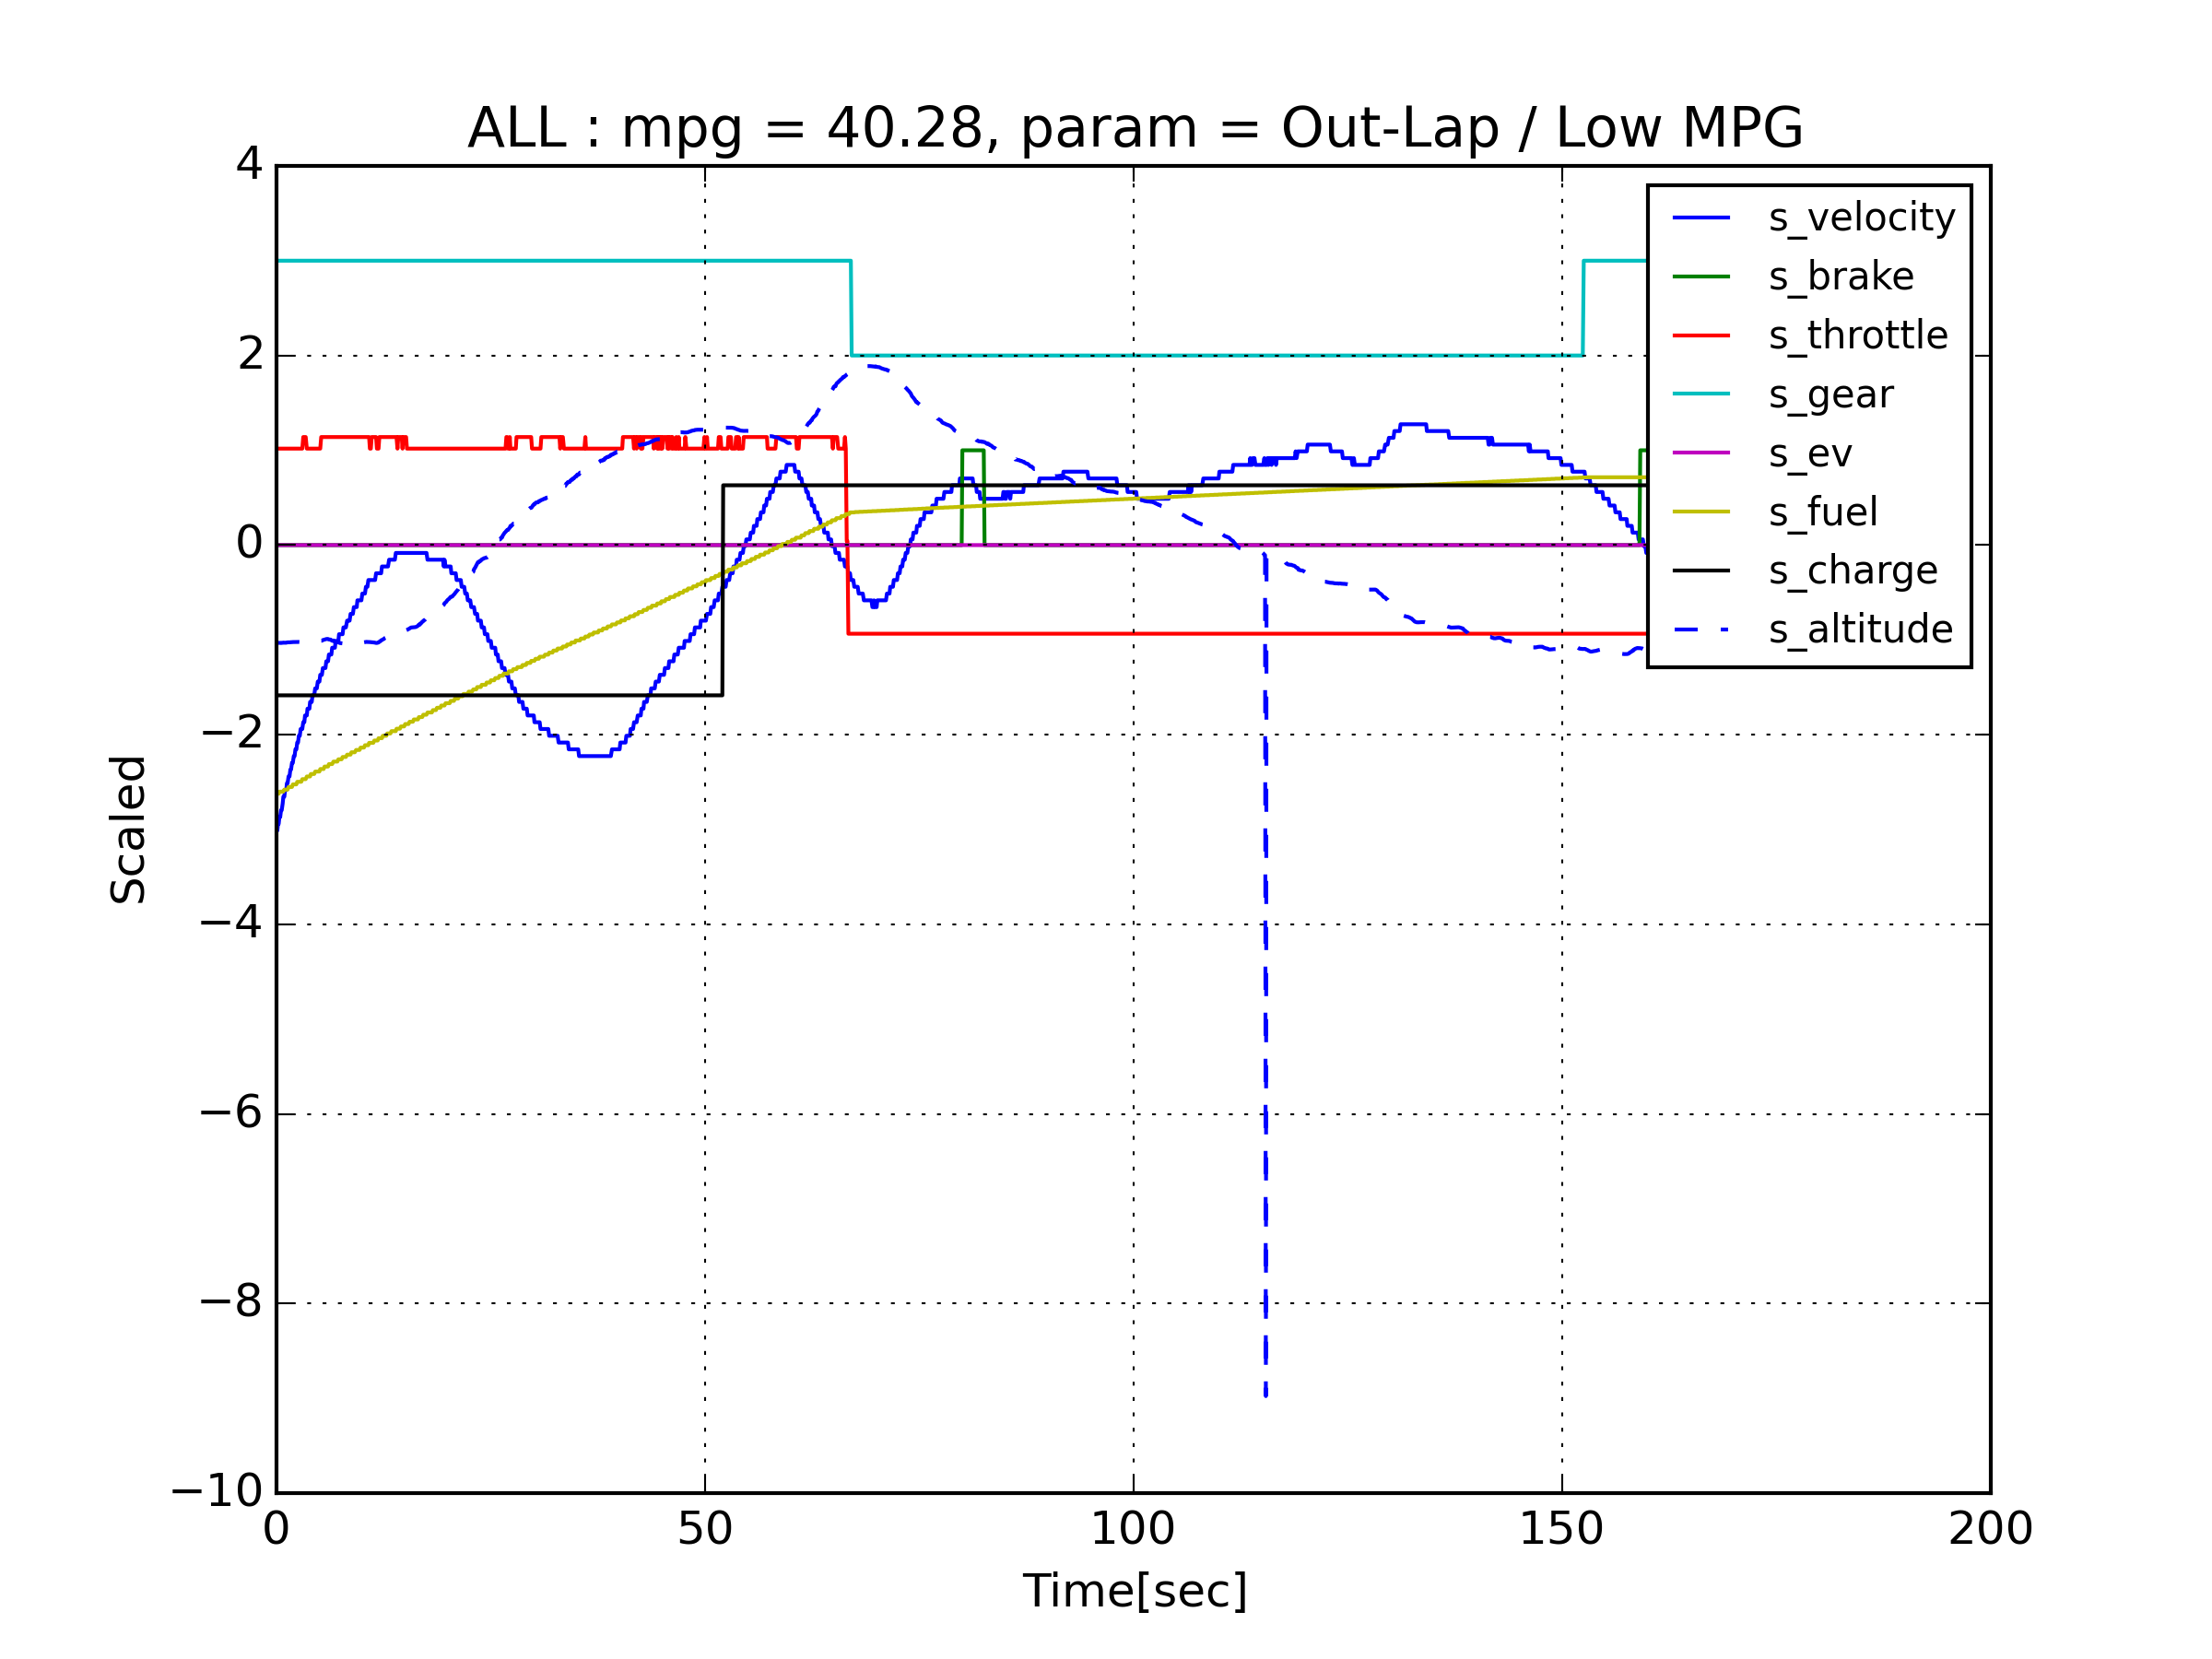 ALL : mpg = 40.28, param = Out-Lap / Low MPG
4
2
0
−2
−4
−6
−8
−10
Scaled
s_velocity
s_brake
s_throttle
s_gear
s_ev
s_fuel
s_charge
s_altitude
0 50 100 150 200
Time[sec]